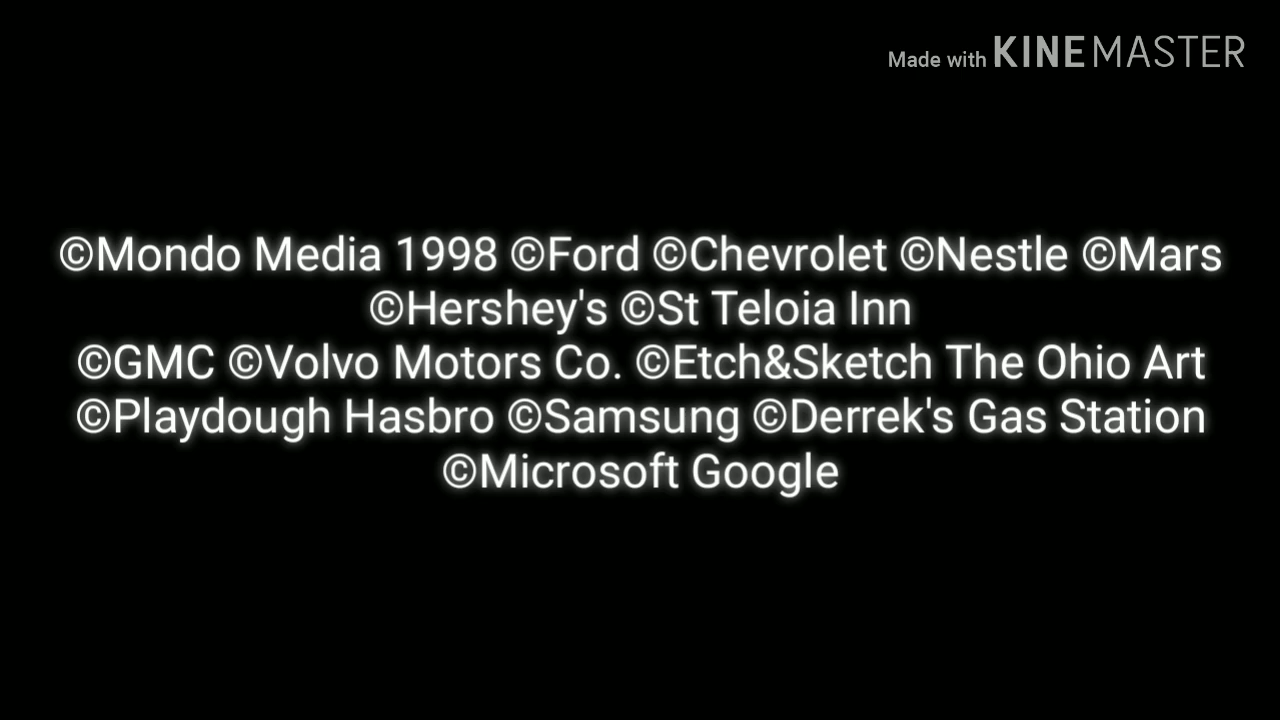 Made with KINEMASTER
©Mondo Media 1998 ©Ford ©Chevrolet ©Nestle ©Mars
©Hershey's ©St Teloia Inn
©GMC ©Volvo Motors Co. ©Etch&Sketch The Ohio Art
©Playdough Hasbro ©Samsung ©Derrek's Gas Station
©Microsoft Google